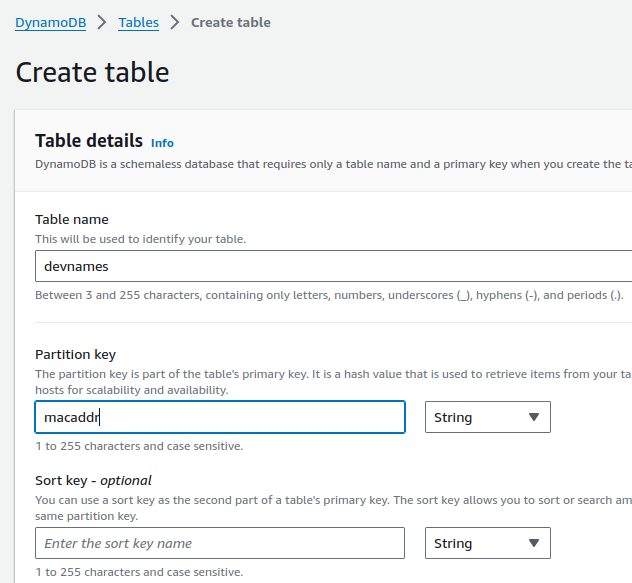 DynamoDB > Tables > Create table
Create table
Table details Info
DynamoDB is a schemaless database that requires only a table name and a primary key when you create the ta
Table name
This will be used to identify your table.
devnames
Between 3 and 255 characters, containing only letters, numbers, underscores (_), hyphens (-), and periods (.).
Partition key
The partition key is part of the table's primary key. It is a hash value that is used to retrieve items from your ta
hosts for scalability and availability.
macaddr String
1 to 255 characters and case sensitive.
Sort key - optional
You can use a sort key as the second part of a table's primary key. The sort key allows you to sort or search am
same partition key.
Enter the sort key name String
1 to 255 characters and case sensitive.